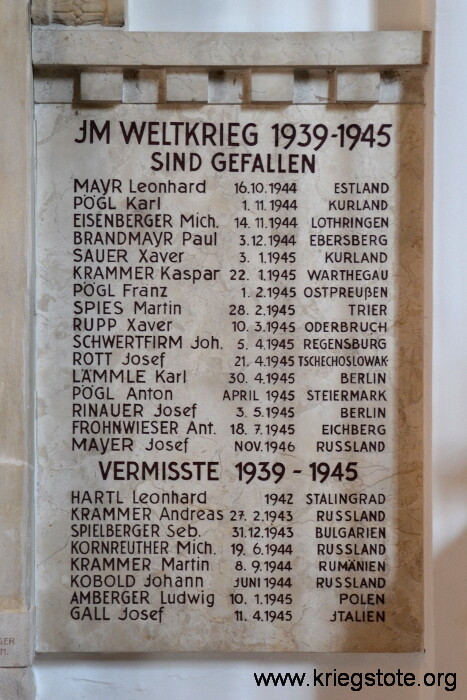 JM WELTKRIEG 1939-1945
SIND GEFALLEN
MAYR Leonhard 16.10.1944 ESTLAND
PÖGL Karl 1. 11. 1944 KURLAND
EISENBERGER Mich. 14. 11. 1944 LOTHRINGEN
BRANDMAYR Paul 3.12.1944 EBERSBERG
SAUER Xaver 3. 1.1945 KURLAND
KRAMMER Kaspar 22. 1.1945 WARTHEGAU
PÖGL Franz 1. 2.1945 OSTPREUßEN
SPIES Martin 28. 2.1945 TRIER
RUPP Xaver 10. 3.1945 ODERBRUCH
SCHWERTFIRM Joh. 5. 4.1945 REGENSBURG
ROTT Josef 21. 4.1945 TSCHECHOSLOWAK.
LÄMMLE Karl 30. 4.1945 BERLIN
PÖGL Anton APRIL 1945 STEIERMARK
RINAUER Josef 3. 5.1945 BERLIN
FROHNWIESER Ant. 18. 7.1945 EICHBERG
MAYER Josef NOV.1946 RUSSLAND
VERMISSTE 1939 - 1945
HARTL Leonhard 1942 STALINGRAD
KRAMMER Andreas 27. 2.1943 RUSSLAND
SPIELBERGER Seb. 31.12.1943 BULGARIEN
KORNREUTHER Mich. 19. 6.1944 RUSSLAND
KRAMMER Martin 8. 9.1944 RUMÄNIEN
KOBOLD Johann JUNI 1944 RUSSLAND
AMBERGER Ludwig 10. 1.1945 POLEN
GALL Josef 11. 4.1945 JTALIEN
www.kriegstote.org